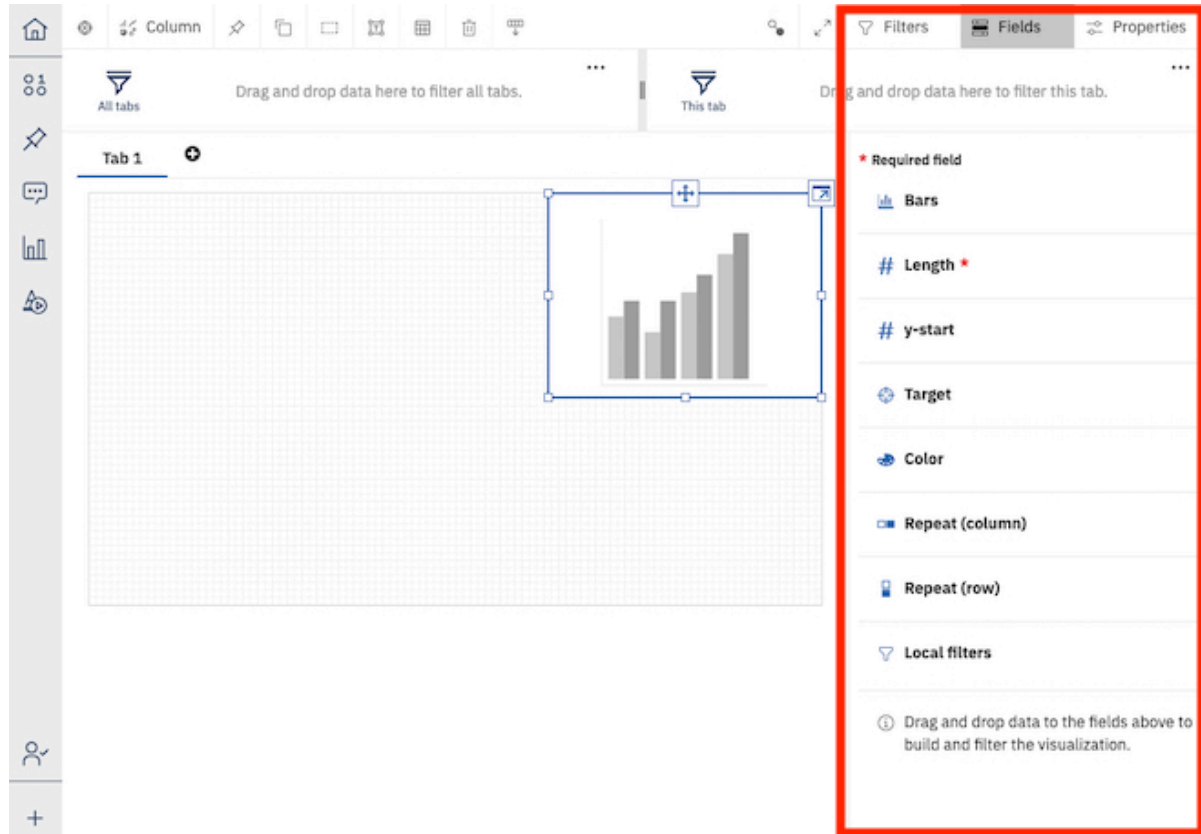 Column
Filters
Fields
Properties
All tabs
Drag and drop data here to filter all tabs.
This tab
Drag and drop data here to filter this tab.
Tab 1
* Required field
Bars
# Length *
# y-start
Target
Color
Repeat (column)
Repeat (row)
Local filters
Drag and drop data to the fields above to
build and filter the visualization.